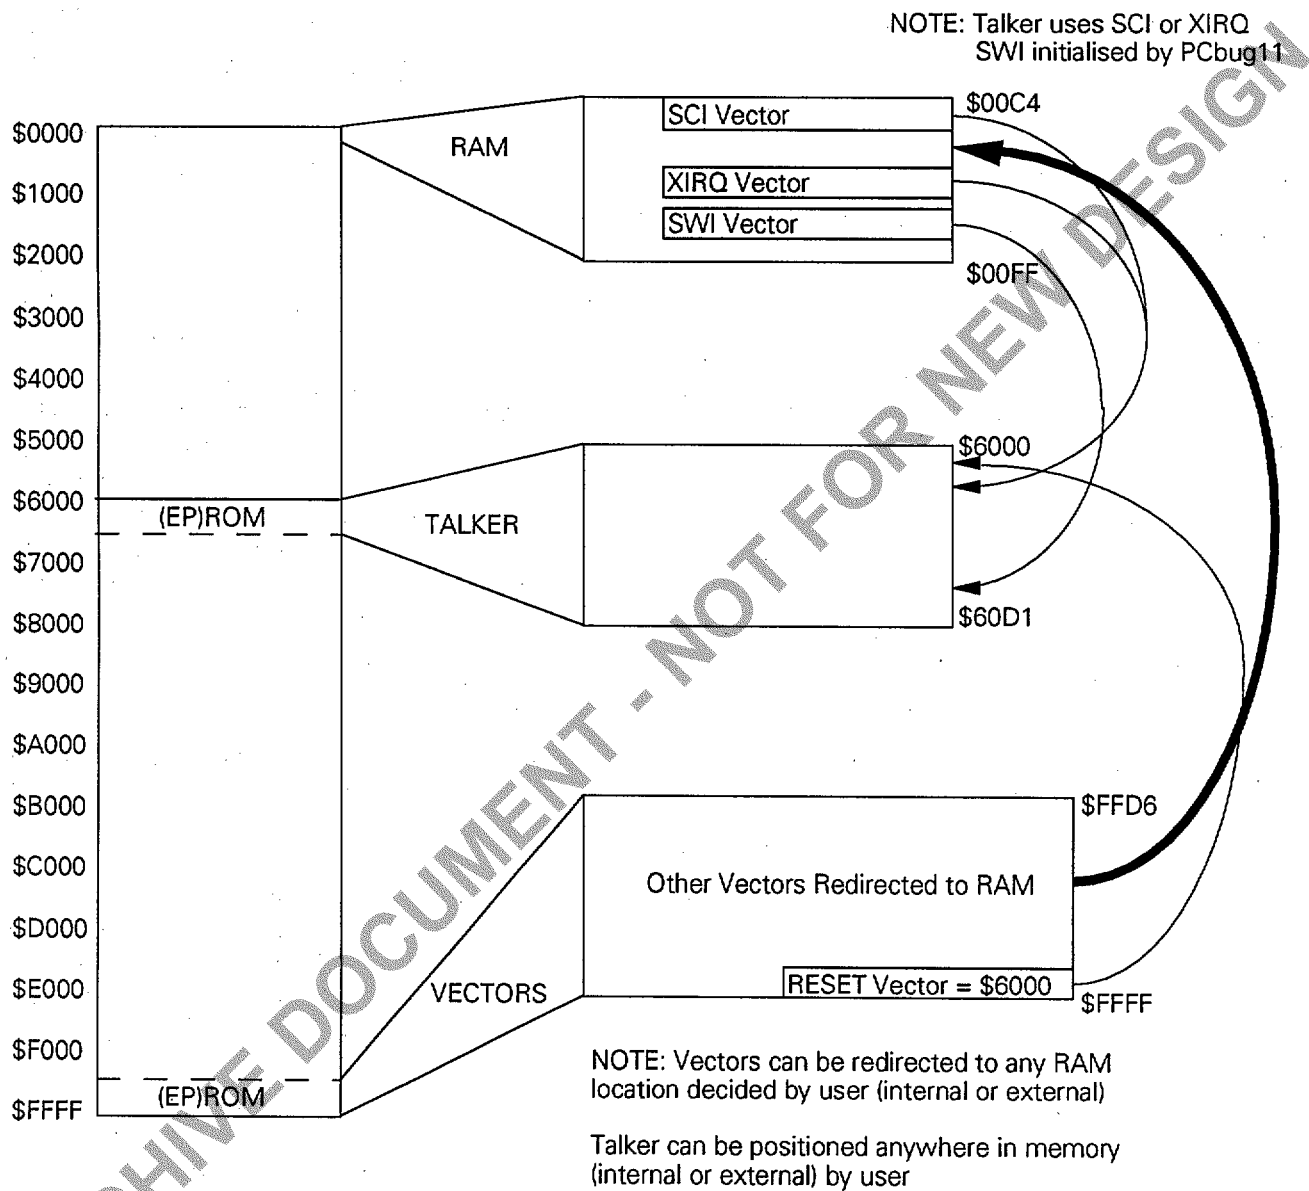 NOTE: Talker uses SCI or XIRQ
SWI initialised by PCbug11
$0000
$1000
$2000
$3000
$4000
$5000
$6000
$7000
$8000
$9000
$A000
$B000
$C000
$D000
$E000
$F000
$FFFF
(EP)ROM
(EP)ROM
RAM
SCI Vector
XIRQ Vector
SWI Vector
$00C4
$00FF
TALKER
$6000
$60D1
VECTORS
$FFD6
Other Vectors Redirected to RAM
RESET Vector = $6000
$FFFF
NOTE: Vectors can be redirected to any RAM
location decided by user (internal or external)
Talker can be positioned anywhere in memory
(internal or external) by user
CHIVE DOCUMENT - NOT FOR NEW DESIGN